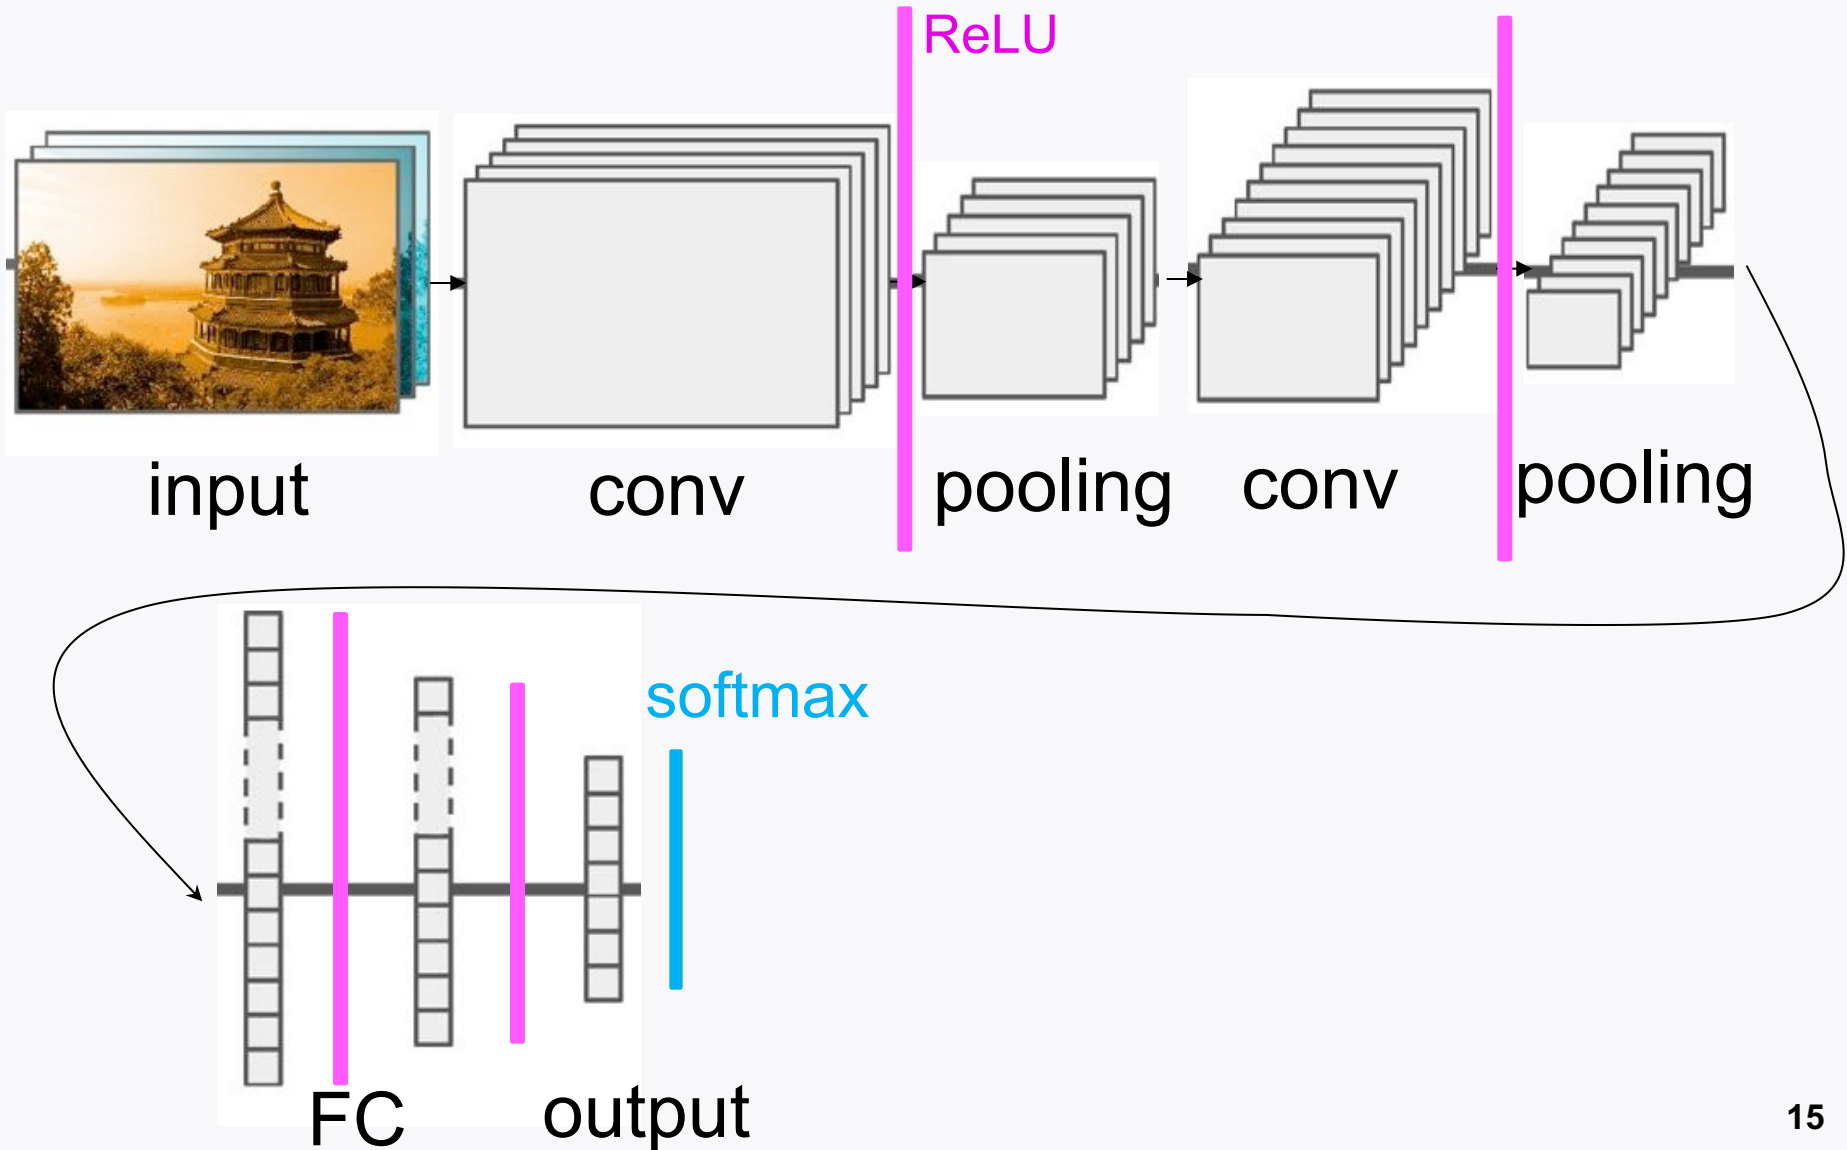 ReLU
input
conv
pooling
conv
pooling
softmax
FC
output
15